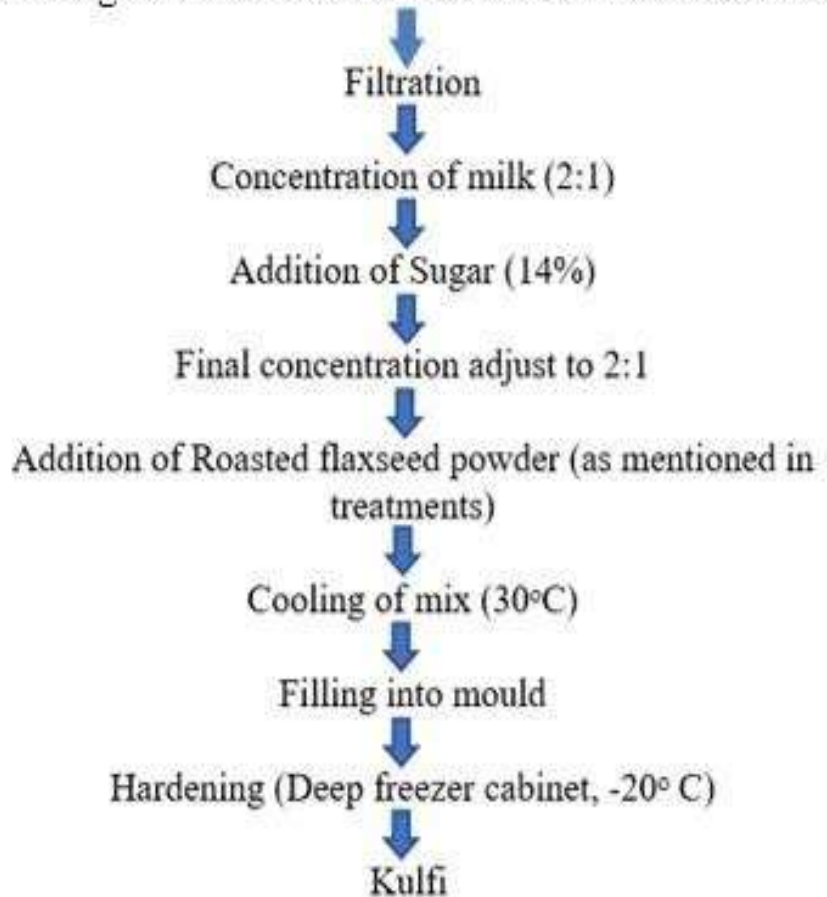 Filtration
Concentration of milk (2:1)
Addition of Sugar (14%)
Final concentration adjust to 2:1
Addition of Roasted flaxseed powder (as mentioned in
treatments)
Cooling of mix (30°C)
Filling into mould
Hardening (Deep freezer cabinet, -20° C)
Kulfi